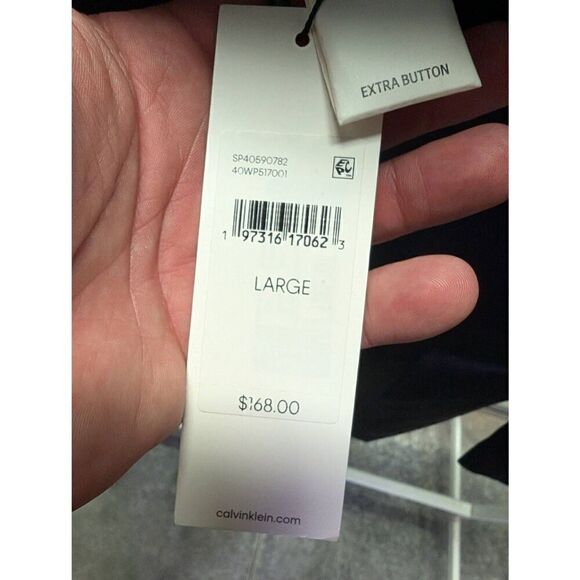 EXTRA BUTTON
SP40590782
40WP517001
1 97316 17062 3
LARGE
$168.00
calvinklein.com